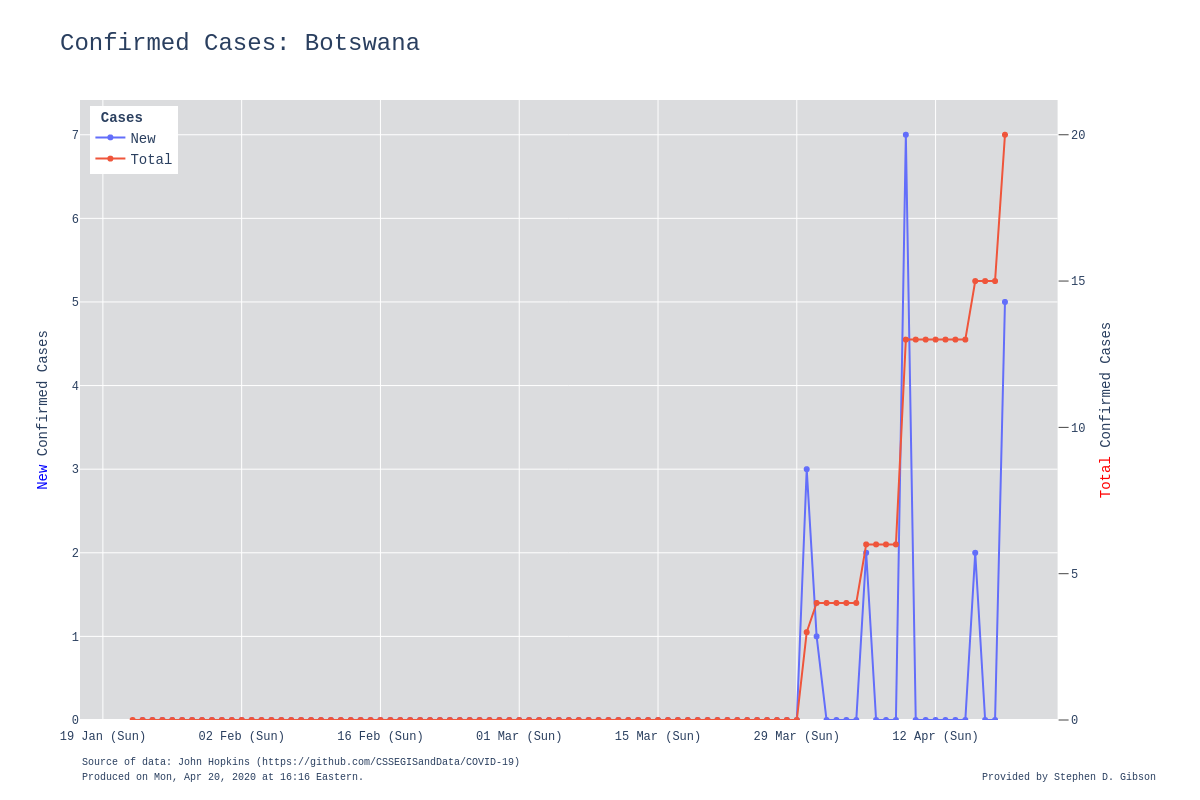 Confirmed Cases: Botswana
Cases
New
Total
7
6
5
4
3
2
1
0
New Confirmed Cases
20
15
10
5
0
Total Confirmed Cases
19 Jan (Sun)
02 Feb (Sun)
16 Feb (Sun)
01 Mar (Sun)
15 Mar (Sun)
29 Mar (Sun)
12 Apr (Sun)
Source of data: John Hopkins (https://github.com/CSSEGISandData/COVID-19)
Produced on Mon, Apr 20, 2020 at 16:16 Eastern.
Provided by Stephen D. Gibson